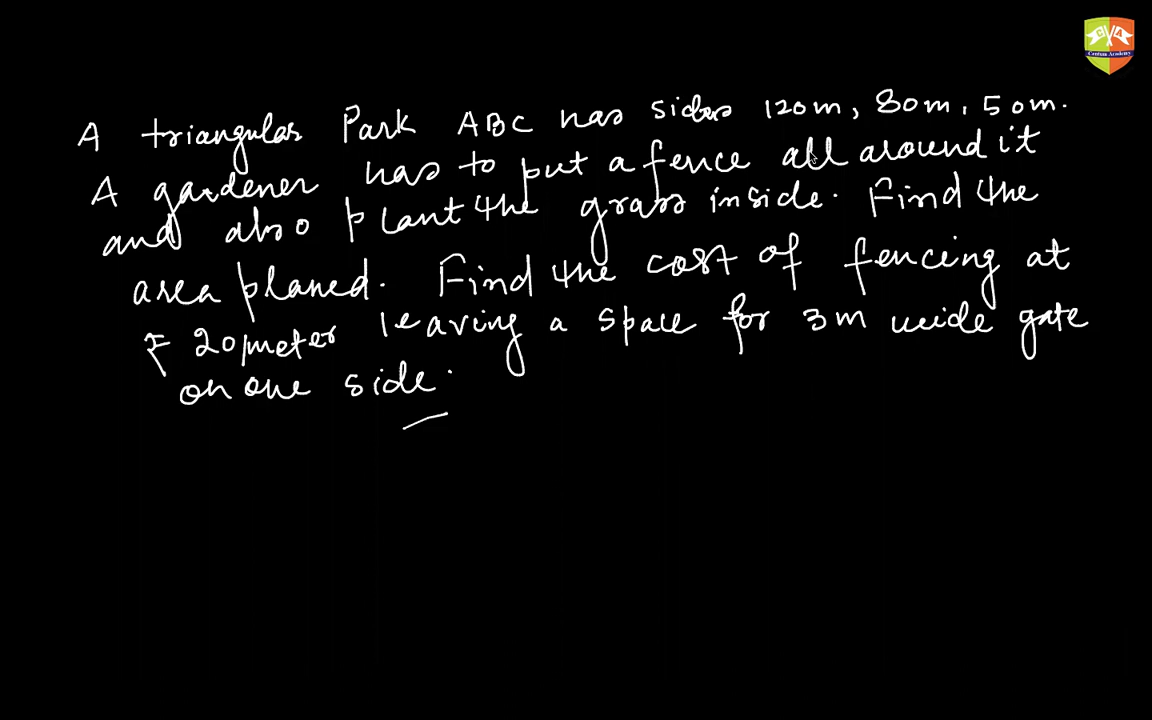 A triangular Park ABC has sides 120m, 80m, 50m.
A gardener has to put a fence all around it
and also plant the grass inside. Find the
area planed. Find the cost of fencing at
₹ 20/meter leaving a space for 3m wide gate
on one side.
Centum Academy